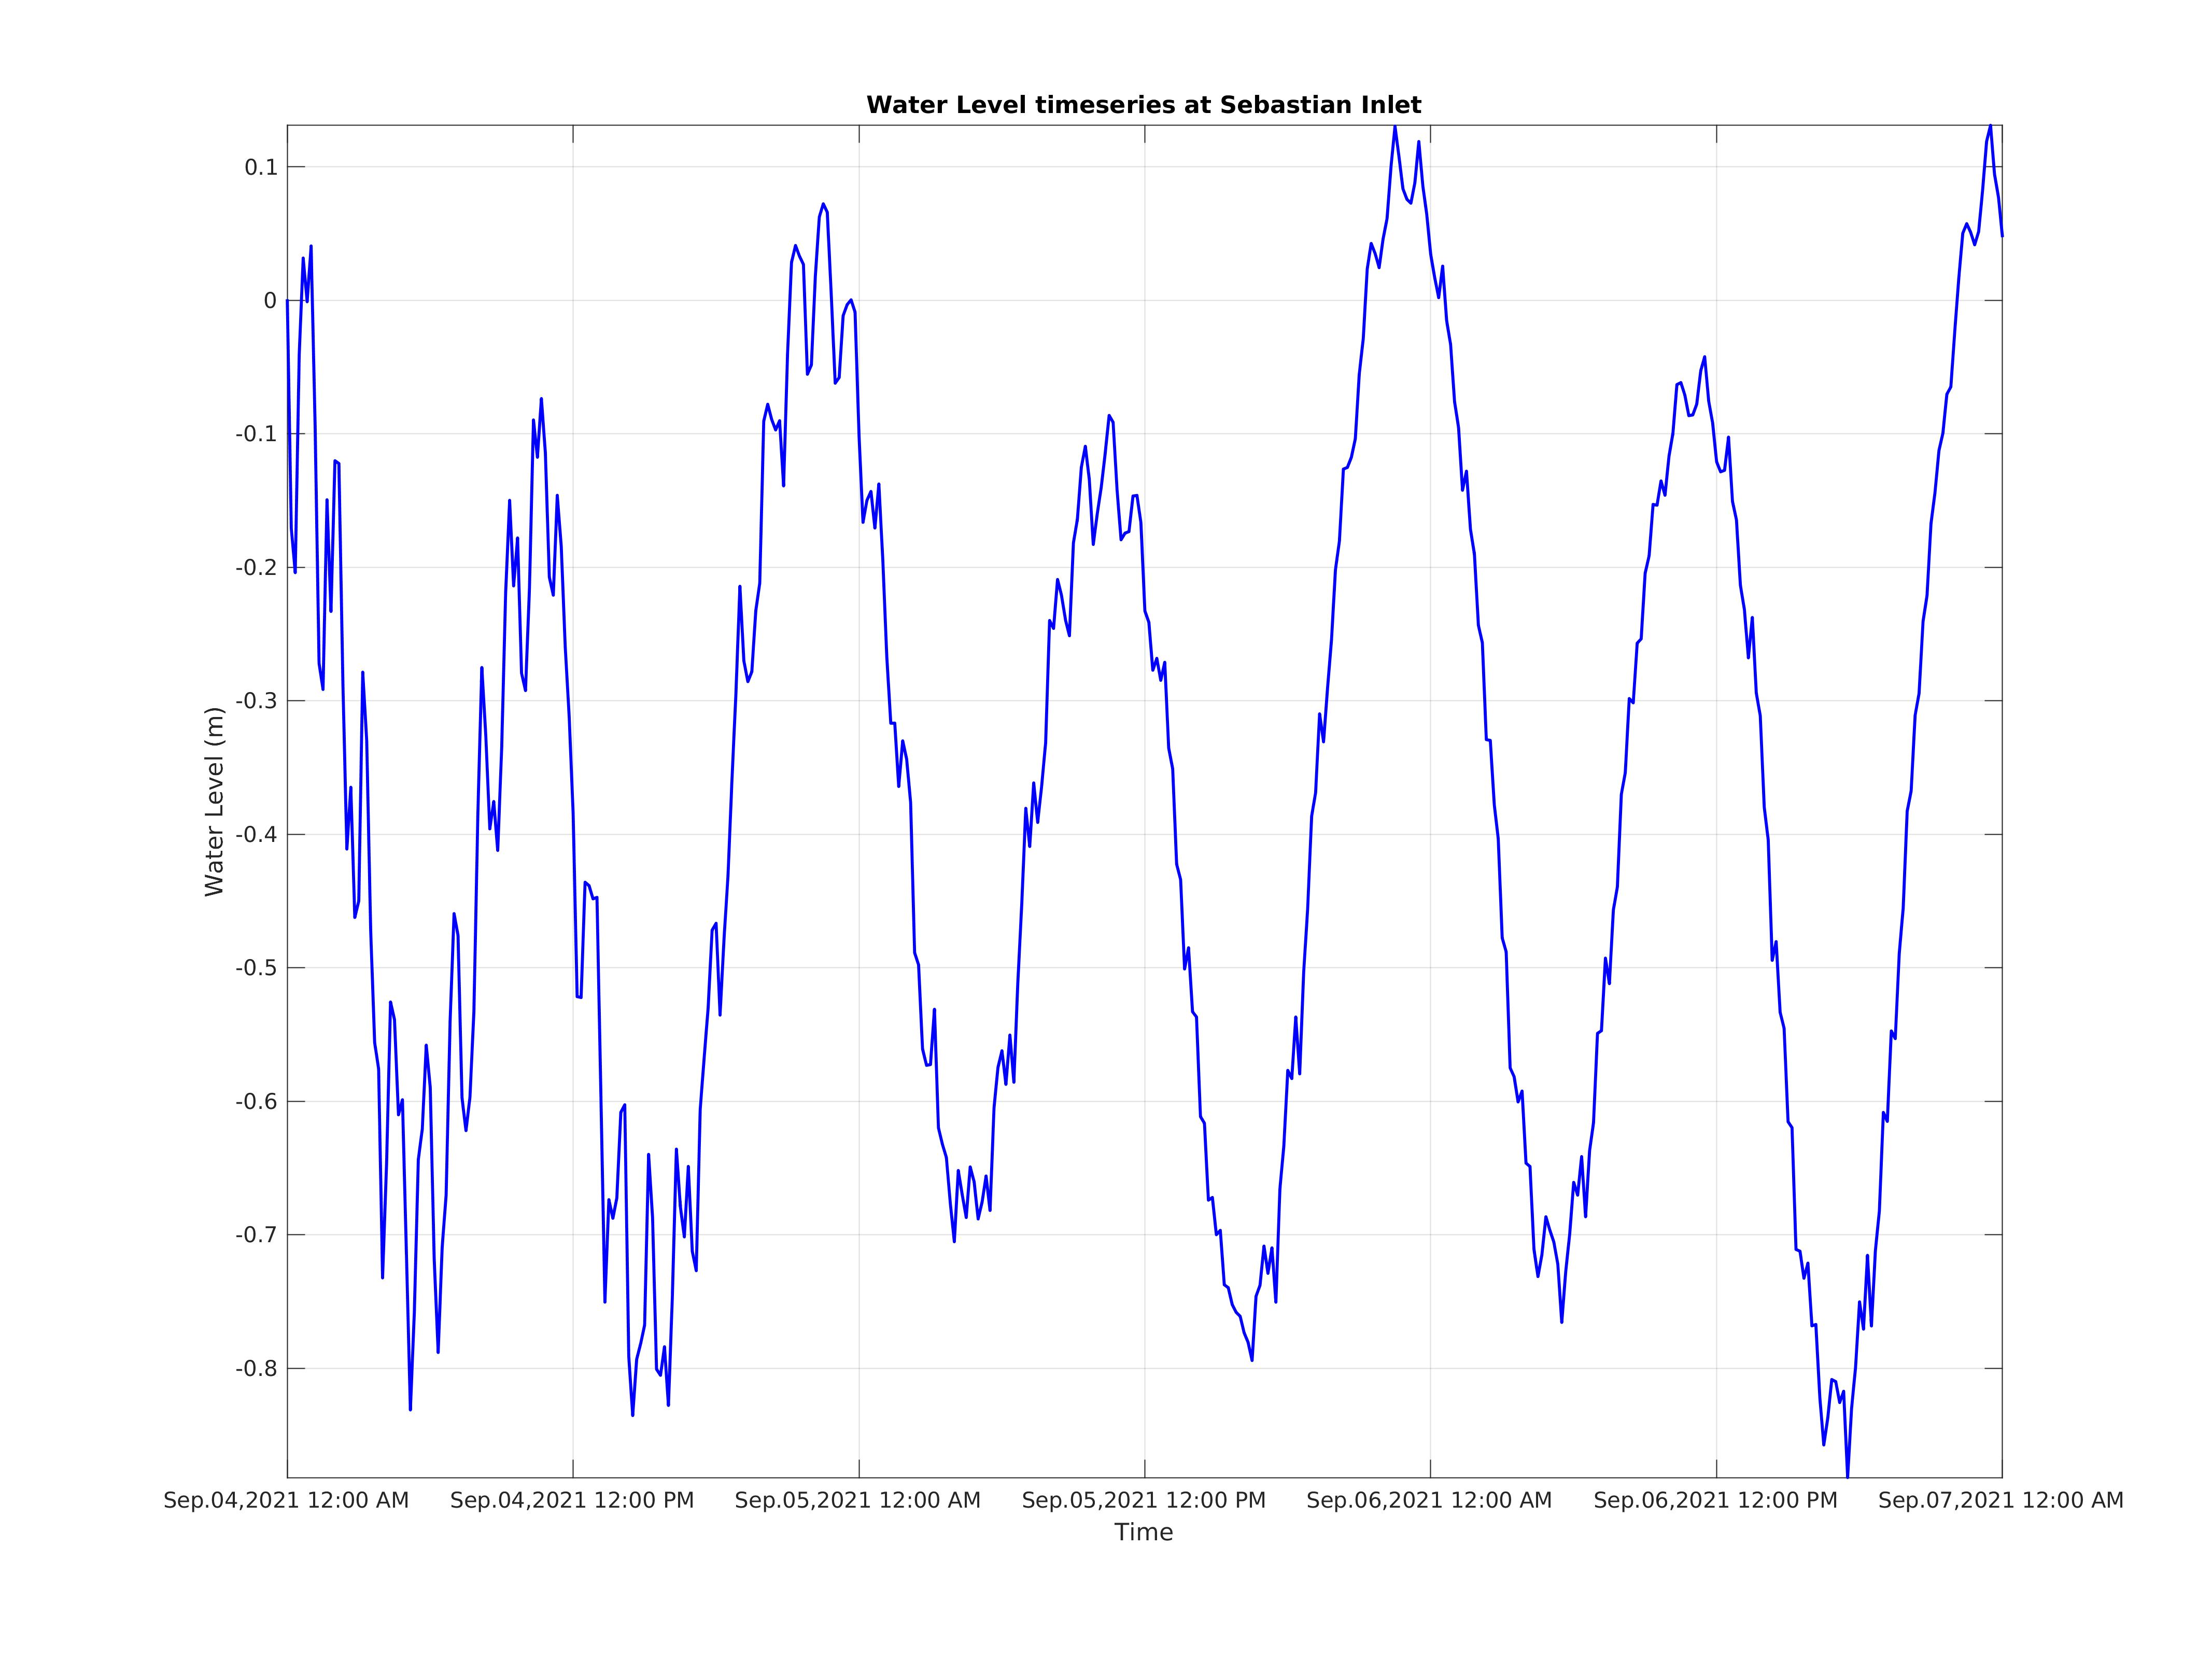 Water Level timeseries at Sebastian Inlet
0.1
0
-0.1
-0.2
-0.3
-0.4
-0.5
-0.6
-0.7
-0.8
Water Level (m)
Sep.04,2021 12:00 AM
Sep.04,2021 12:00 PM
Sep.05,2021 12:00 AM
Sep.05,2021 12:00 PM
Sep.06,2021 12:00 AM
Sep.06,2021 12:00 PM
Sep.07,2021 12:00 AM
Time